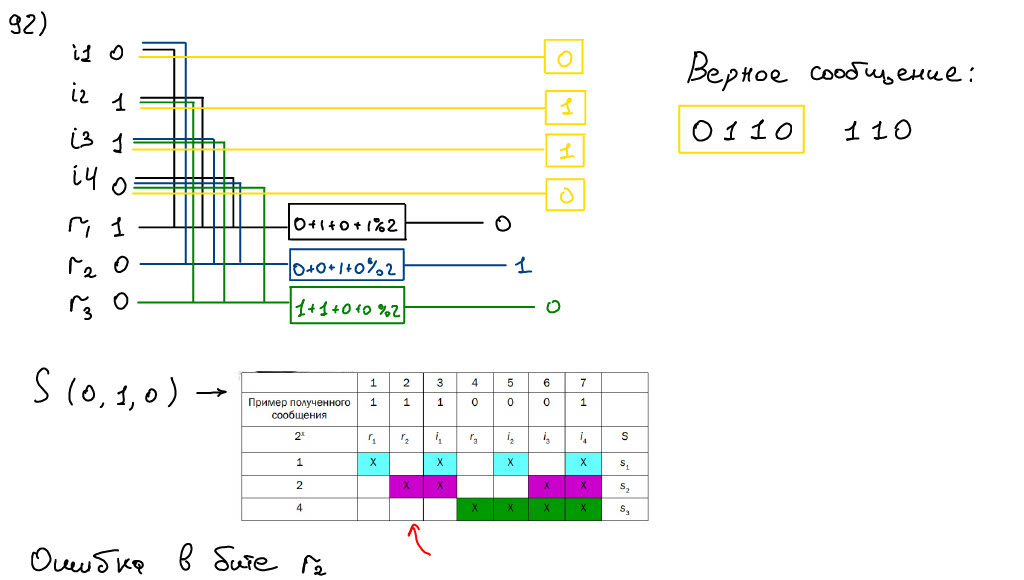 92)
i1 0 0
i2 1 1
i3 1 1
i4 0 0
r₁ 1 0+1+0+1%2 0
r₂ 0 0+0+1+0%2 1
r₃ 0 1+1+0+0%2 0
Верное сообщение:
0110 110
S (0, 1, 0) →
1 2 3 4 5 6 7
Пример полученного сообщения 1 1 1 0 0 0 1
2ˣ r₁ r₂ i₁ r₃ i₂ i₃ i₄ S
1 X X X X s₁
2 X X X X s₂
4 X X X X s₃
Ошибка в бите r₂